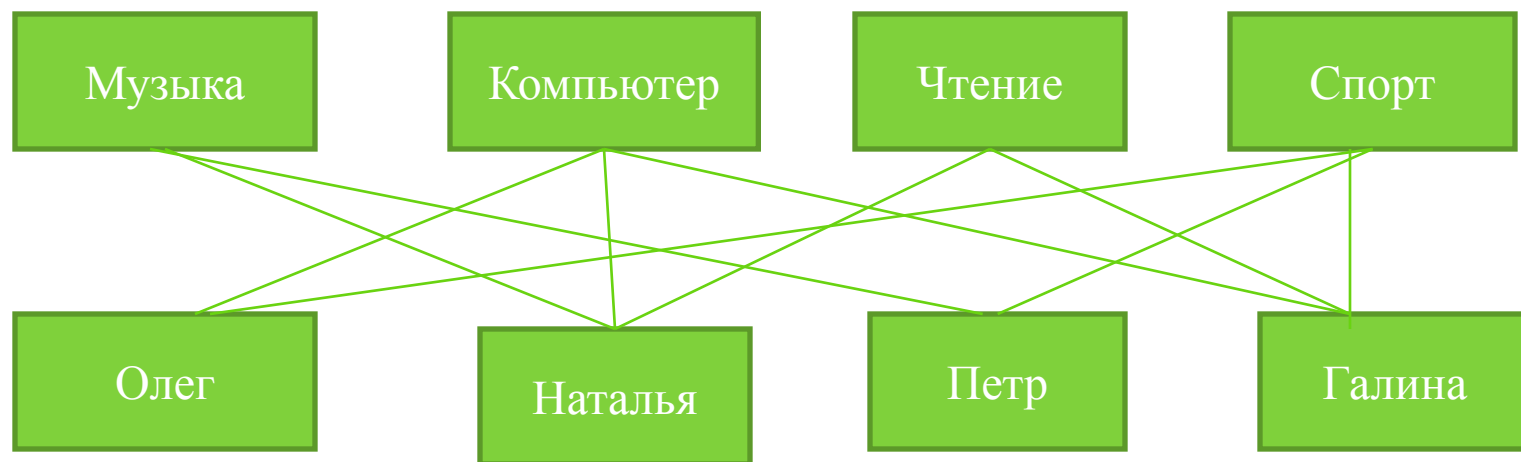 Музыка
Компьютер
Чтение
Спорт
Олег
Наталья
Петр
Галина